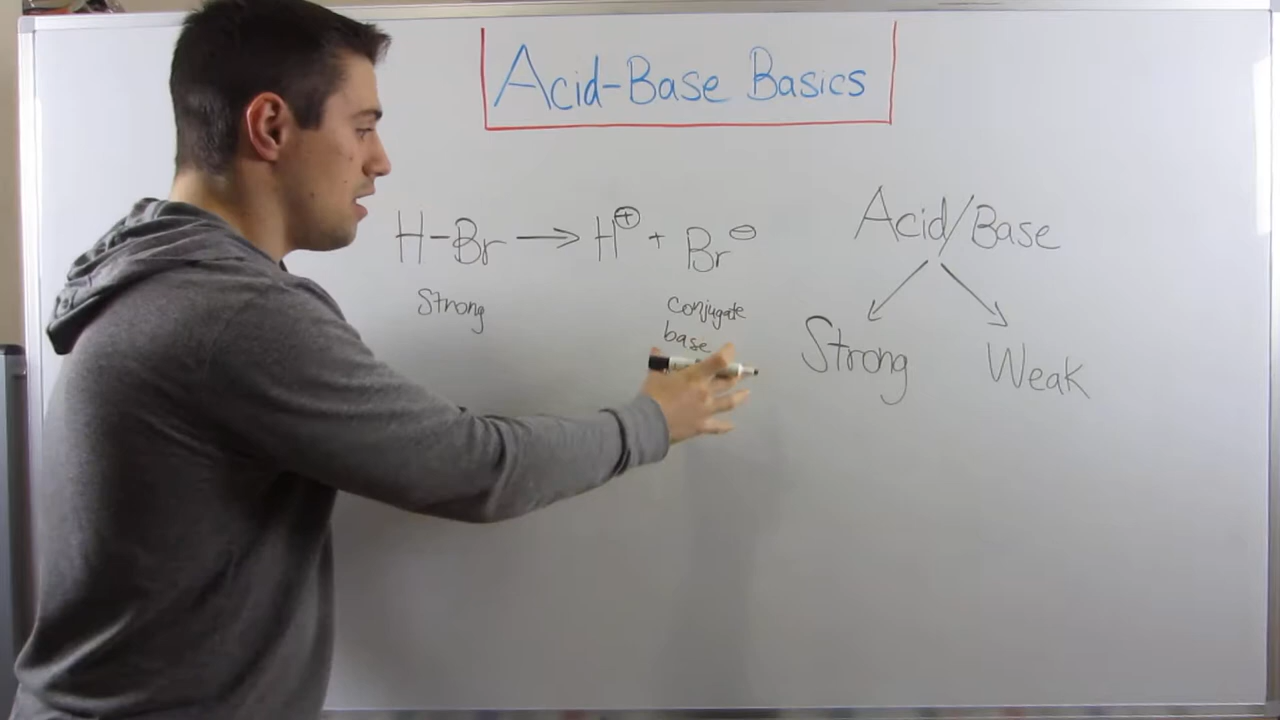 Acid-Base Basics
H-Br → H⊕ + Br⊖
Strong
Conjugate
base
Acid/Base
Strong
Weak